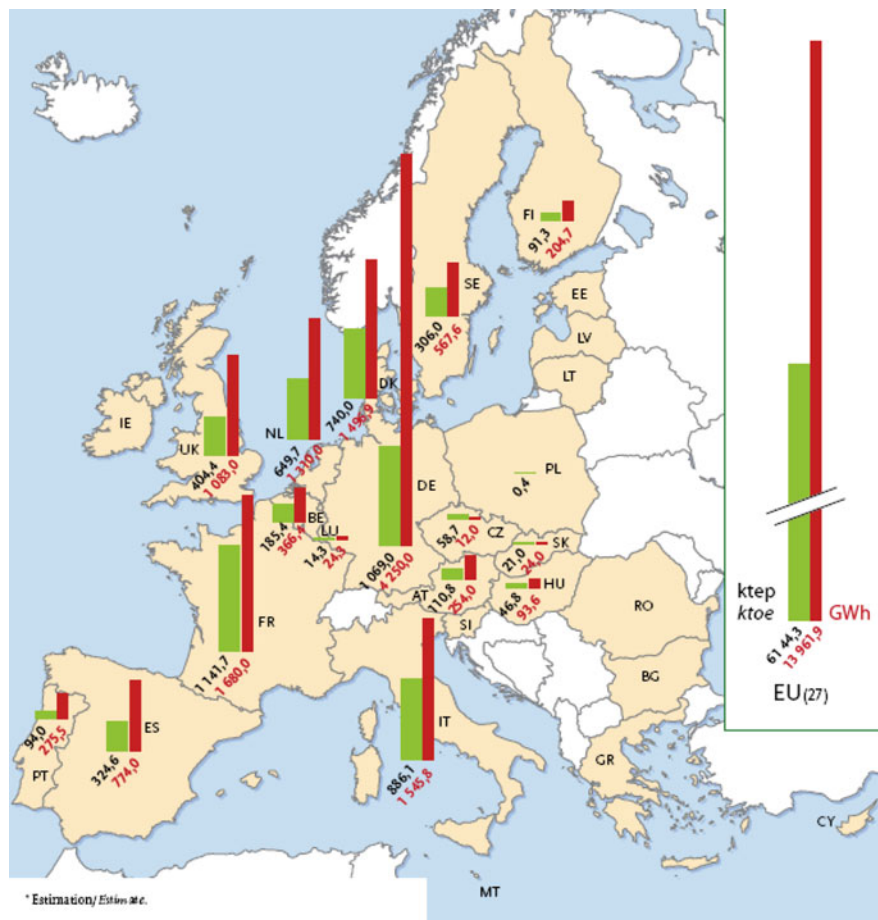 FI
91,3
204,7
SE
306,0
567,6
EE
LV
LT
DK
740,0
1 495,9
NL
649,7
1 310,0
IE
UK
404,4
1 083,0
DE
1 069,0
4 250,0
PL
0,4
BE
185,4
366,4
LU
14,3
24,3
CZ
58,7
12,0
SK
21,0
24,0
AT
110,8
254,0
HU
46,8
93,6
FR
1 141,7
1 680,0
SI
RO
BG
IT
886,1
1 545,8
PT
94,0
275,5
ES
324,6
774,0
GR
CY
MT
ktep
ktoe
GWh
61 44,3
13 961,9
EU (27)
* Estimation/ Estimate.